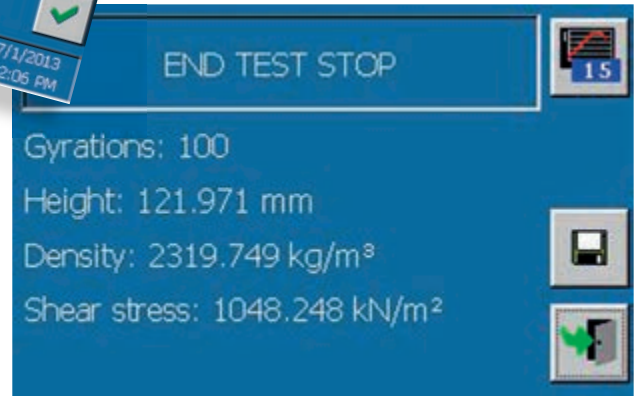 7/1/2013
2:06 PM
END TEST STOP
15
Gyrations: 100
Height: 121.971 mm
Density: 2319.749 kg/m³
Shear stress: 1048.248 kN/m²